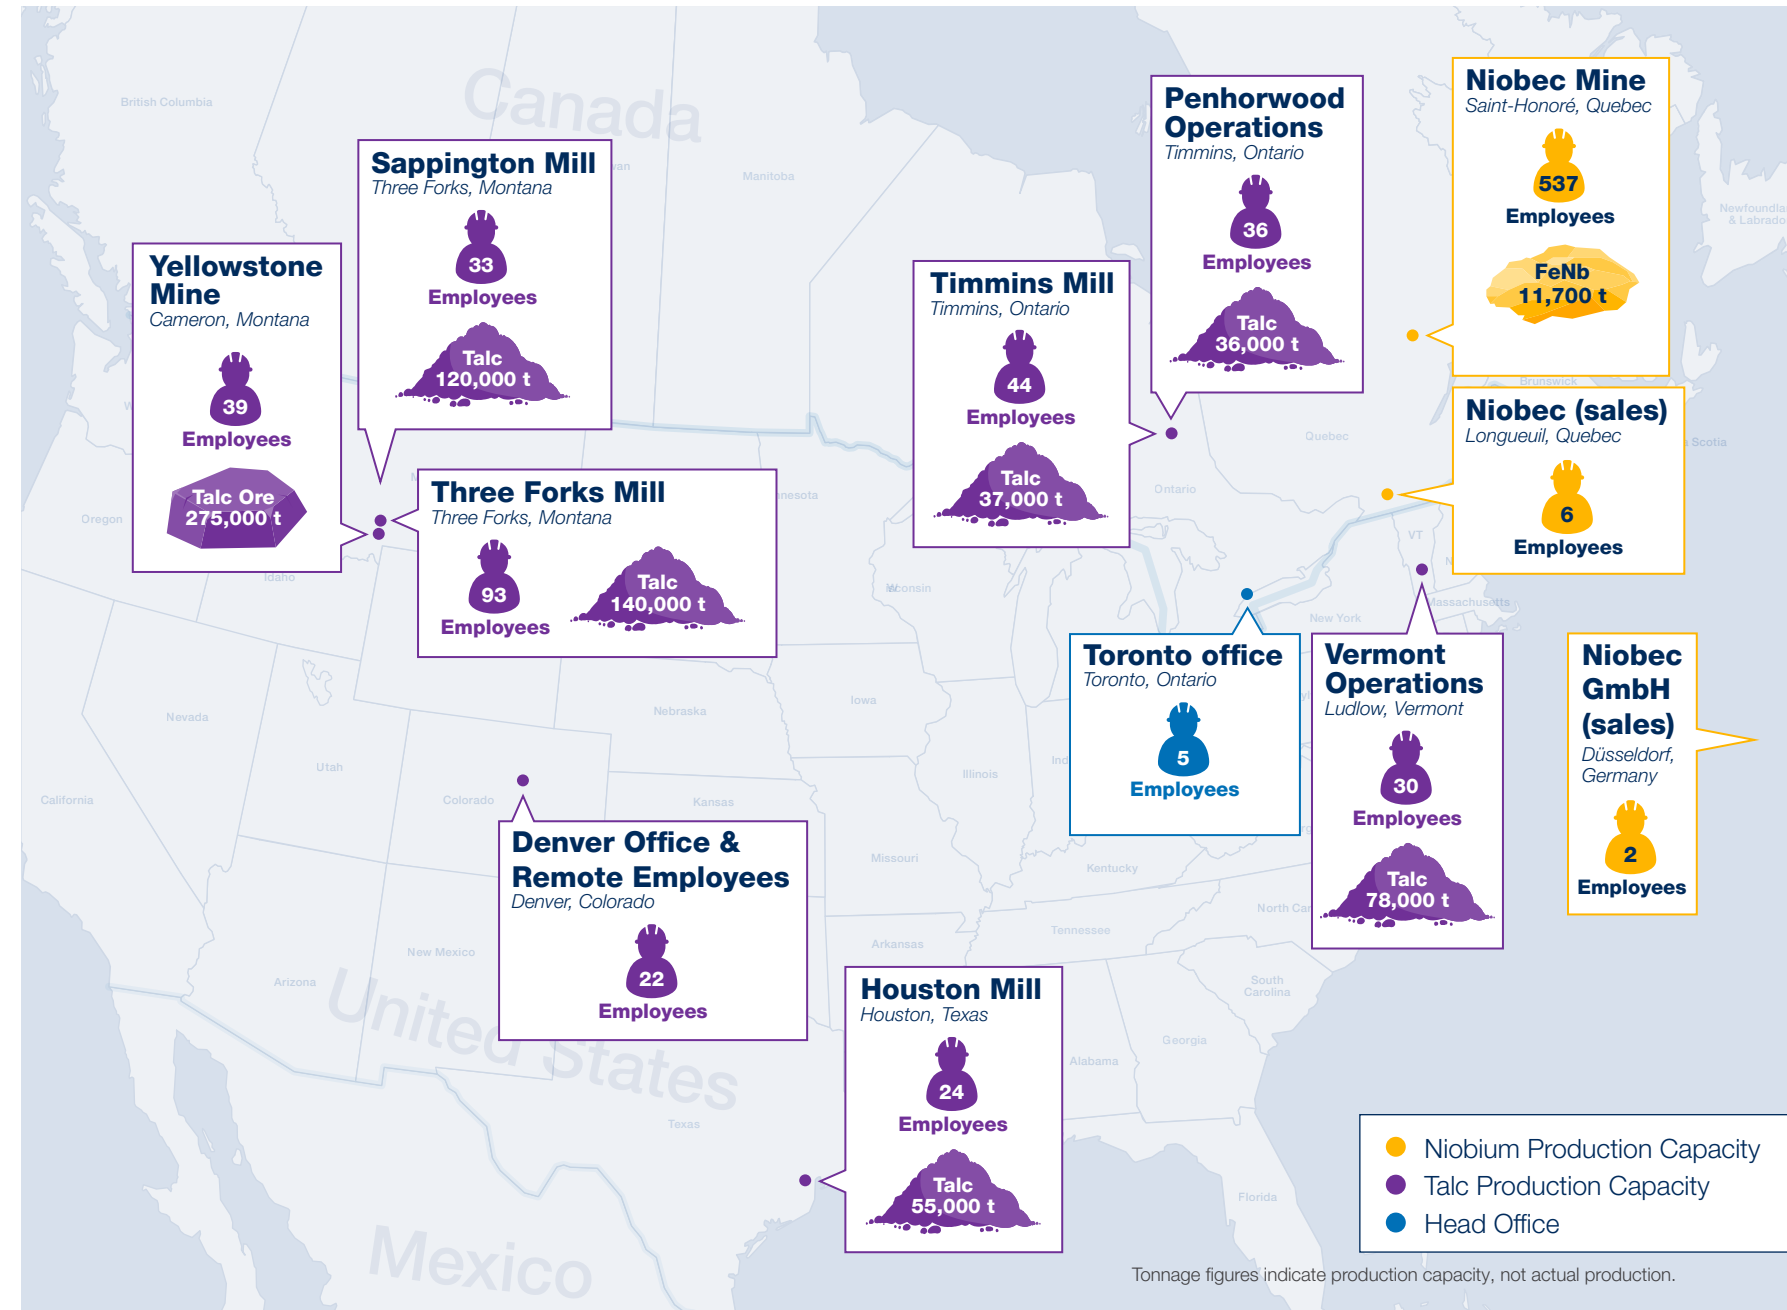 Canada
United States
Mexico
British Columbia
Manitoba
Quebec
Ontario
Oregon
Idaho
Nevada
Utah
California
Colorado
Arizona
New Mexico
Nebraska
Kansas
Iowa
Illinois
Missouri
Arkansas
Kentucky
Tennessee
Alabama
Georgia
South
Carolina
Florida
Texas
New York
Massachusetts
VT
Brunswick
Yellowstone
Mine
Cameron, Montana
39
Employees
Talc Ore
275,000 t
Sappington Mill
Three Forks, Montana
33
Employees
Talc
120,000 t
Three Forks Mill
Three Forks, Montana
93
Employees
Talc
140,000 t
Timmins Mill
Timmins, Ontario
44
Employees
Talc
37,000 t
Penhorwood
Operations
Timmins, Ontario
36
Employees
Talc
36,000 t
Niobec Mine
Saint-Honoré, Quebec
537
Employees
FeNb
11,700 t
Niobec (sales)
Longueuil, Quebec
6
Employees
Toronto office
Toronto, Ontario
5
Employees
Vermont
Operations
Ludlow, Vermont
30
Employees
Talc
78,000 t
Niobec
GmbH
(sales)
Düsseldorf,
Germany
2
Employees
Denver Office &
Remote Employees
Denver, Colorado
22
Employees
Houston Mill
Houston, Texas
24
Employees
Talc
55,000 t
Niobium Production Capacity
Talc Production Capacity
Head Office
Tonnage figures indicate production capacity, not actual production.